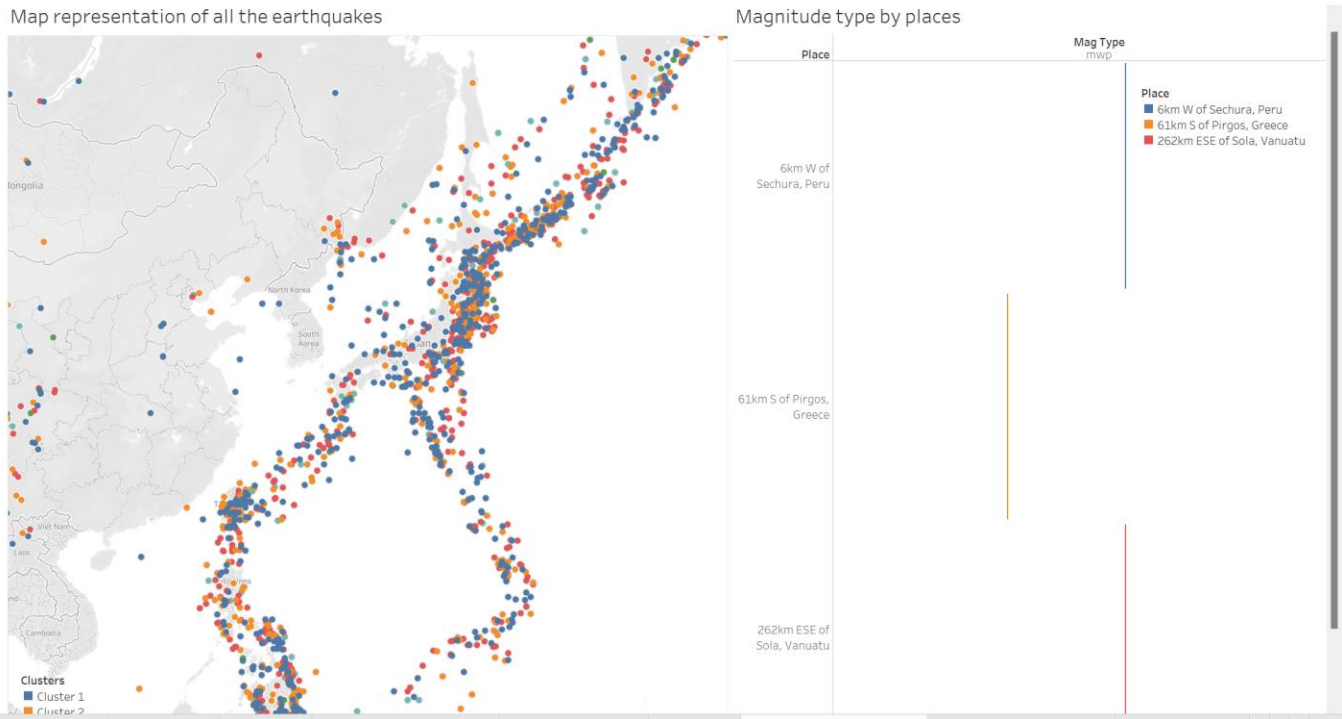 Map representation of all the earthquakes
ongolia
North Korea
South
Korea
Viet Nam
Laos
Cambodia
Clusters
Cluster 1
Cluster 2
Magnitude type by places
Place
Mag Type
mwp
Place
6km W of Sechura, Peru
61km S of Pirgos, Greece
262km ESE of Sola, Vanuatu
6km W of
Sechura, Peru
61km S of Pirgos,
Greece
262km ESE of
Sola, Vanuatu